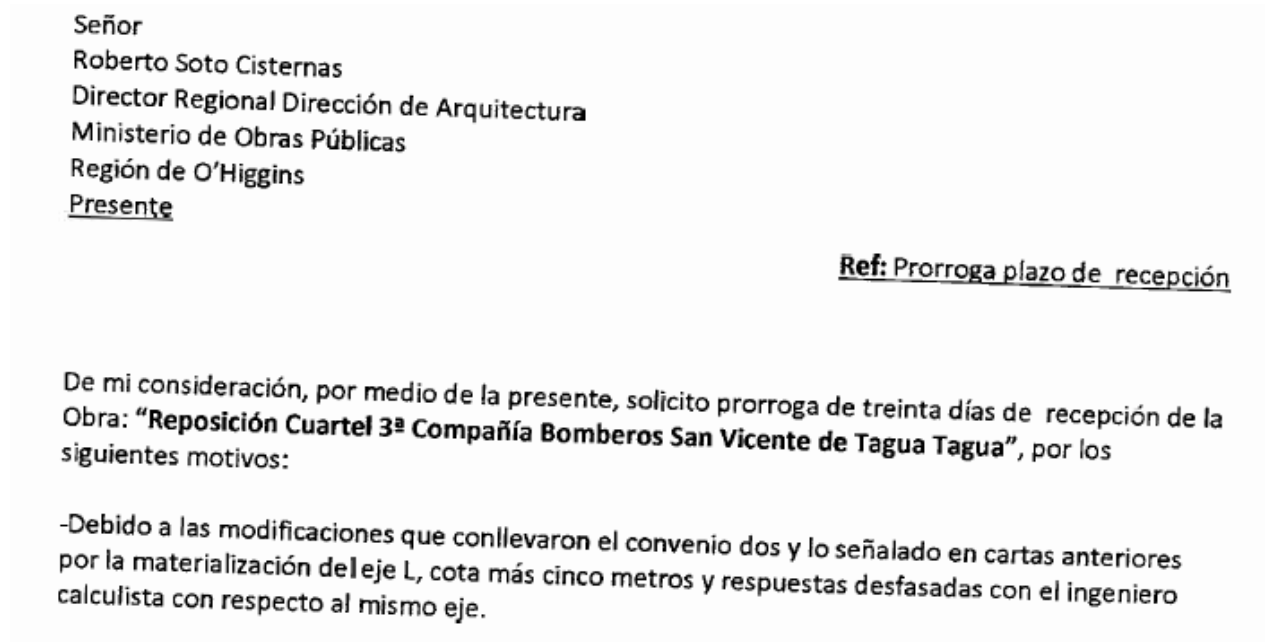 Señor
Roberto Soto Cisternas
Director Regional Dirección de Arquitectura
Ministerio de Obras Públicas
Región de O'Higgins
Presente
Ref: Prorroga plazo de recepción
De mi consideración, por medio de la presente, solicito prorroga de treinta días de recepción de la
Obra: “Reposición Cuartel 3ª Compañía Bomberos San Vicente de Tagua Tagua”, por los
siguientes motivos:
-Debido a las modificaciones que conllevaron el convenio dos y lo señalado en cartas anteriores
por la materialización del eje L, cota más cinco metros y respuestas desfasadas con el ingeniero
calculista con respecto al mismo eje.